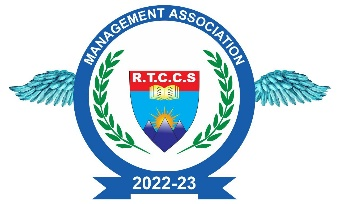 MANAGEMENT ASSOCIATION
R.T.C.C.S
2022-23